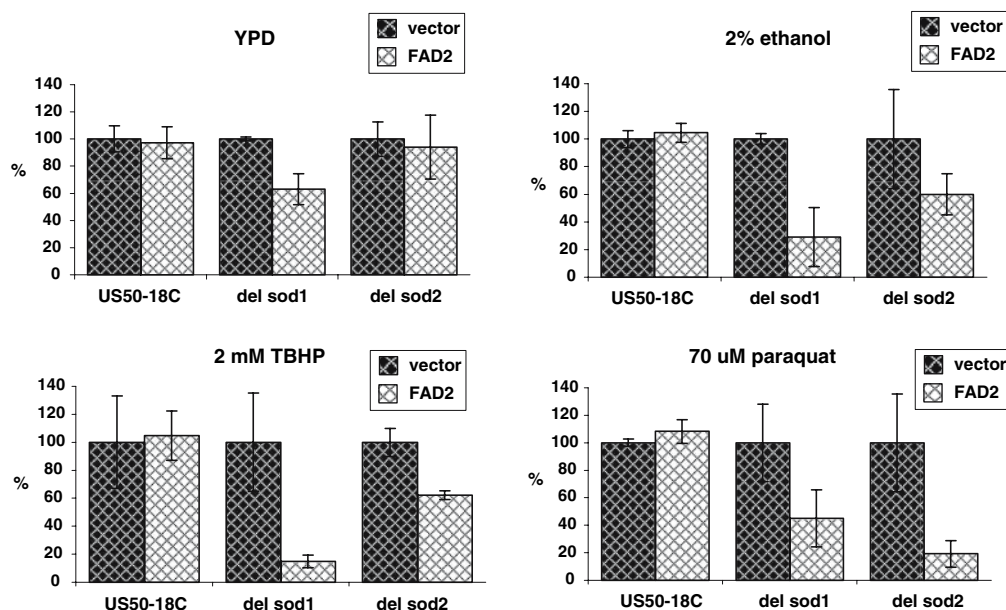 YPD
vector
FAD2
%
140
120
100
80
60
40
20
0
US50-18C del sod1 del sod2
2% ethanol
vector
FAD2
%
140
120
100
80
60
40
20
0
US50-18C del sod1 del sod2
2 mM TBHP
vector
FAD2
%
140
120
100
80
60
40
20
0
US50-18C del sod1 del sod2
70 uM paraquat
vector
FAD2
%
140
120
100
80
60
40
20
0
US50-18C del sod1 del sod2